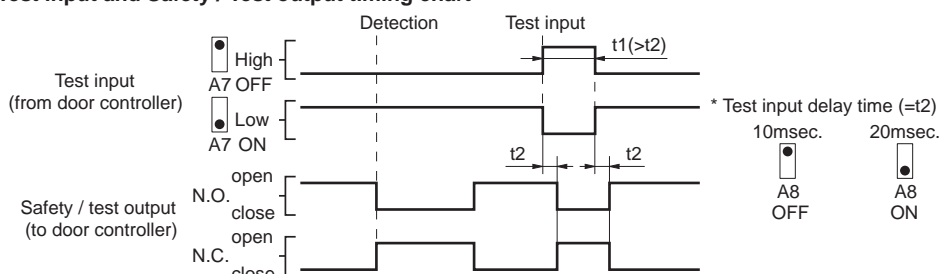 Test input and Safety / Test output timing chart
Detection
Test input
t1(>t2)
High
A7 OFF
Test input
(from door controller)
Low
A7 ON
* Test input delay time (=t2)
10msec.
20msec.
A8
OFF
A8
ON
t2
t2
open
N.O.
close
Safety / test output
(to door controller)
open
N.C.
close